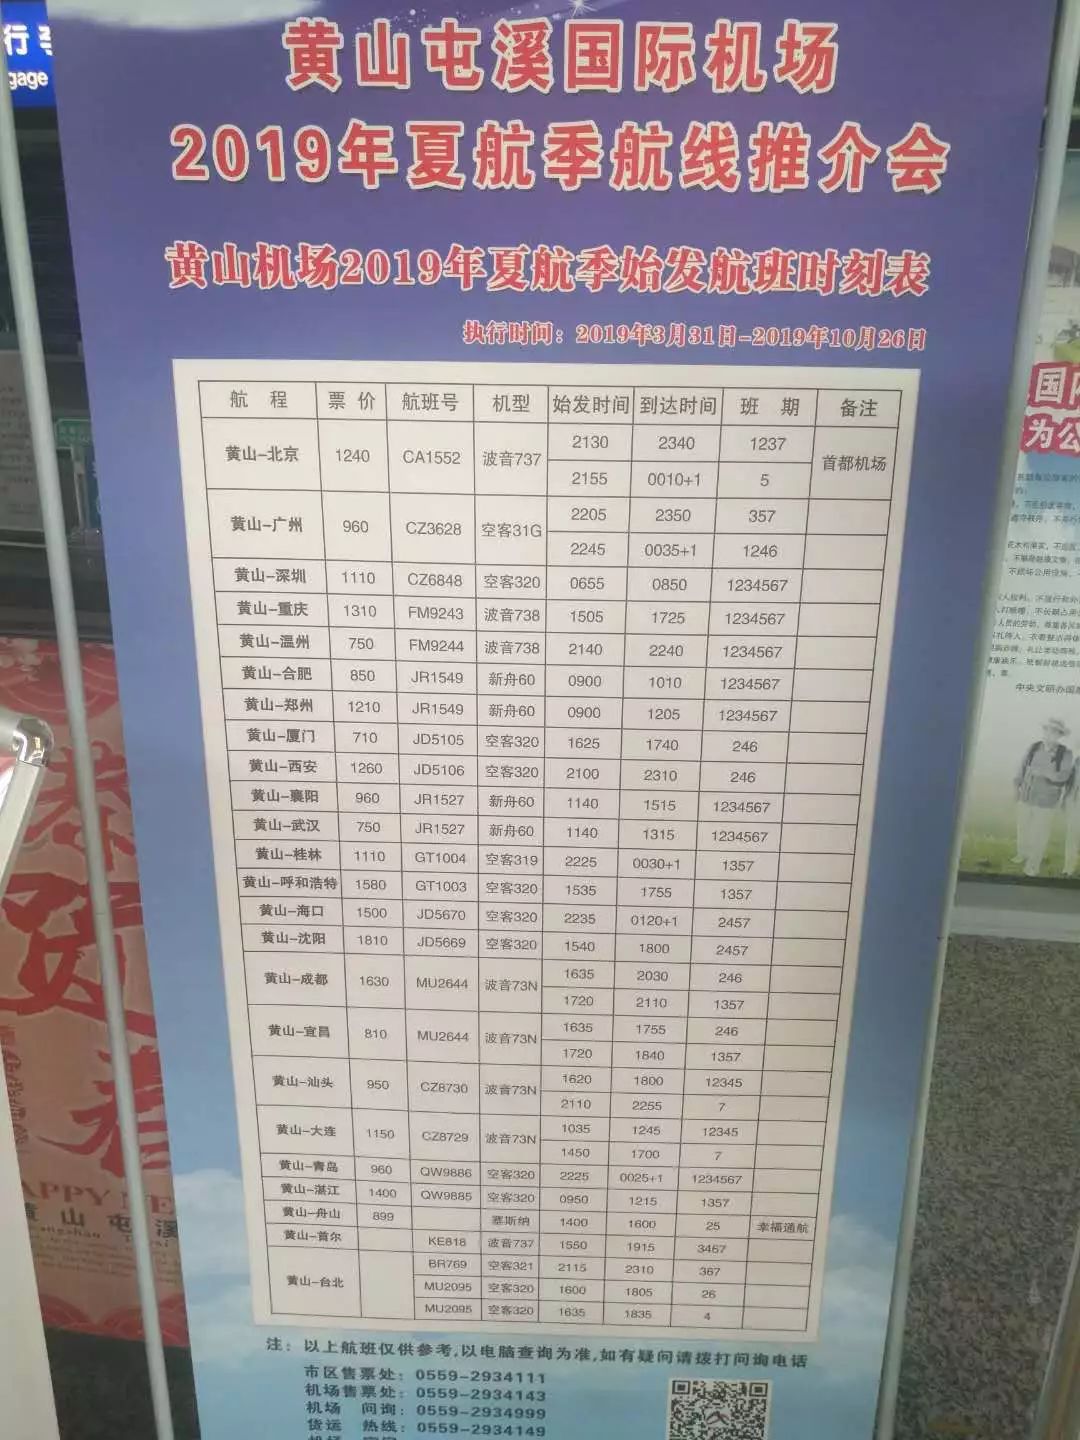 黄山屯溪国际机场
2019年夏航季航线推介会
黄山机场2019年夏航季始发航班时刻表
执行时间：2019年3月31日-2019年10月26日
航 程 票 价 航班号 机型 始发时间 到达时间 班 期 备注
黄山-北京 1240 CA1552 波音737 2130 2340 1237 首都机场
2155 0010+1 5
黄山-广州 960 CZ3628 空客31G 2205 2350 357
2245 0035+1 1246
黄山-深圳 1110 CZ6848 空客320 0655 0850 1234567
黄山-重庆 1310 FM9243 波音738 1505 1725 1234567
黄山-温州 750 FM9244 波音738 2140 2240 1234567
黄山-合肥 850 JR1549 新舟60 0900 1010 1234567
黄山-郑州 1210 JR1549 新舟60 0900 1205 1234567
黄山-厦门 710 JD5105 空客320 1625 1740 246
黄山-西安 1260 JD5106 空客320 2100 2310 246
黄山-襄阳 960 JR1527 新舟60 1140 1515 1234567
黄山-武汉 750 JR1527 新舟60 1140 1315 1234567
黄山-桂林 1110 GT1004 空客319 2225 0030+1 1357
黄山-呼和浩特 1580 GT1003 空客320 1535 1755 1357
黄山-海口 1500 JD5670 空客320 2235 0120+1 2457
黄山-沈阳 1810 JD5669 空客320 1540 1800 2457
黄山-成都 1630 MU2644 波音73N 1635 2030 246
1720 2110 1357
黄山-宜昌 810 MU2644 波音73N 1635 1755 246
1720 1840 1357
黄山-汕头 950 CZ8730 波音73N 1620 1800 12345
2110 2255 7
黄山-大连 1150 CZ8729 波音73N 1035 1245 12345
1450 1700 7
黄山-青岛 960 QW9886 空客320 2225 0025+1 1234567
黄山-湛江 1400 QW9885 空客320 0950 1215 1357
黄山-舟山 899 塞斯纳 1400 1600 25 幸福通航
黄山-首尔 KE818 波音737 1550 1915 3467
黄山-台北 BR769 空客321 2115 2310 367
MU2095 空客320 1600 1805 26
MU2095 空客320 1635 1835 4
注：以上航班仅供参考,以电脑查询为准,如有疑问请拨打问询电话
市区售票处：0559-2934111
机场售票处：0559-2934143
机场 问询：0559-2934999
货运 热线：0559-2934149
行
gage
国际
为公
中央文明办国
APPY NE
黄山屯溪